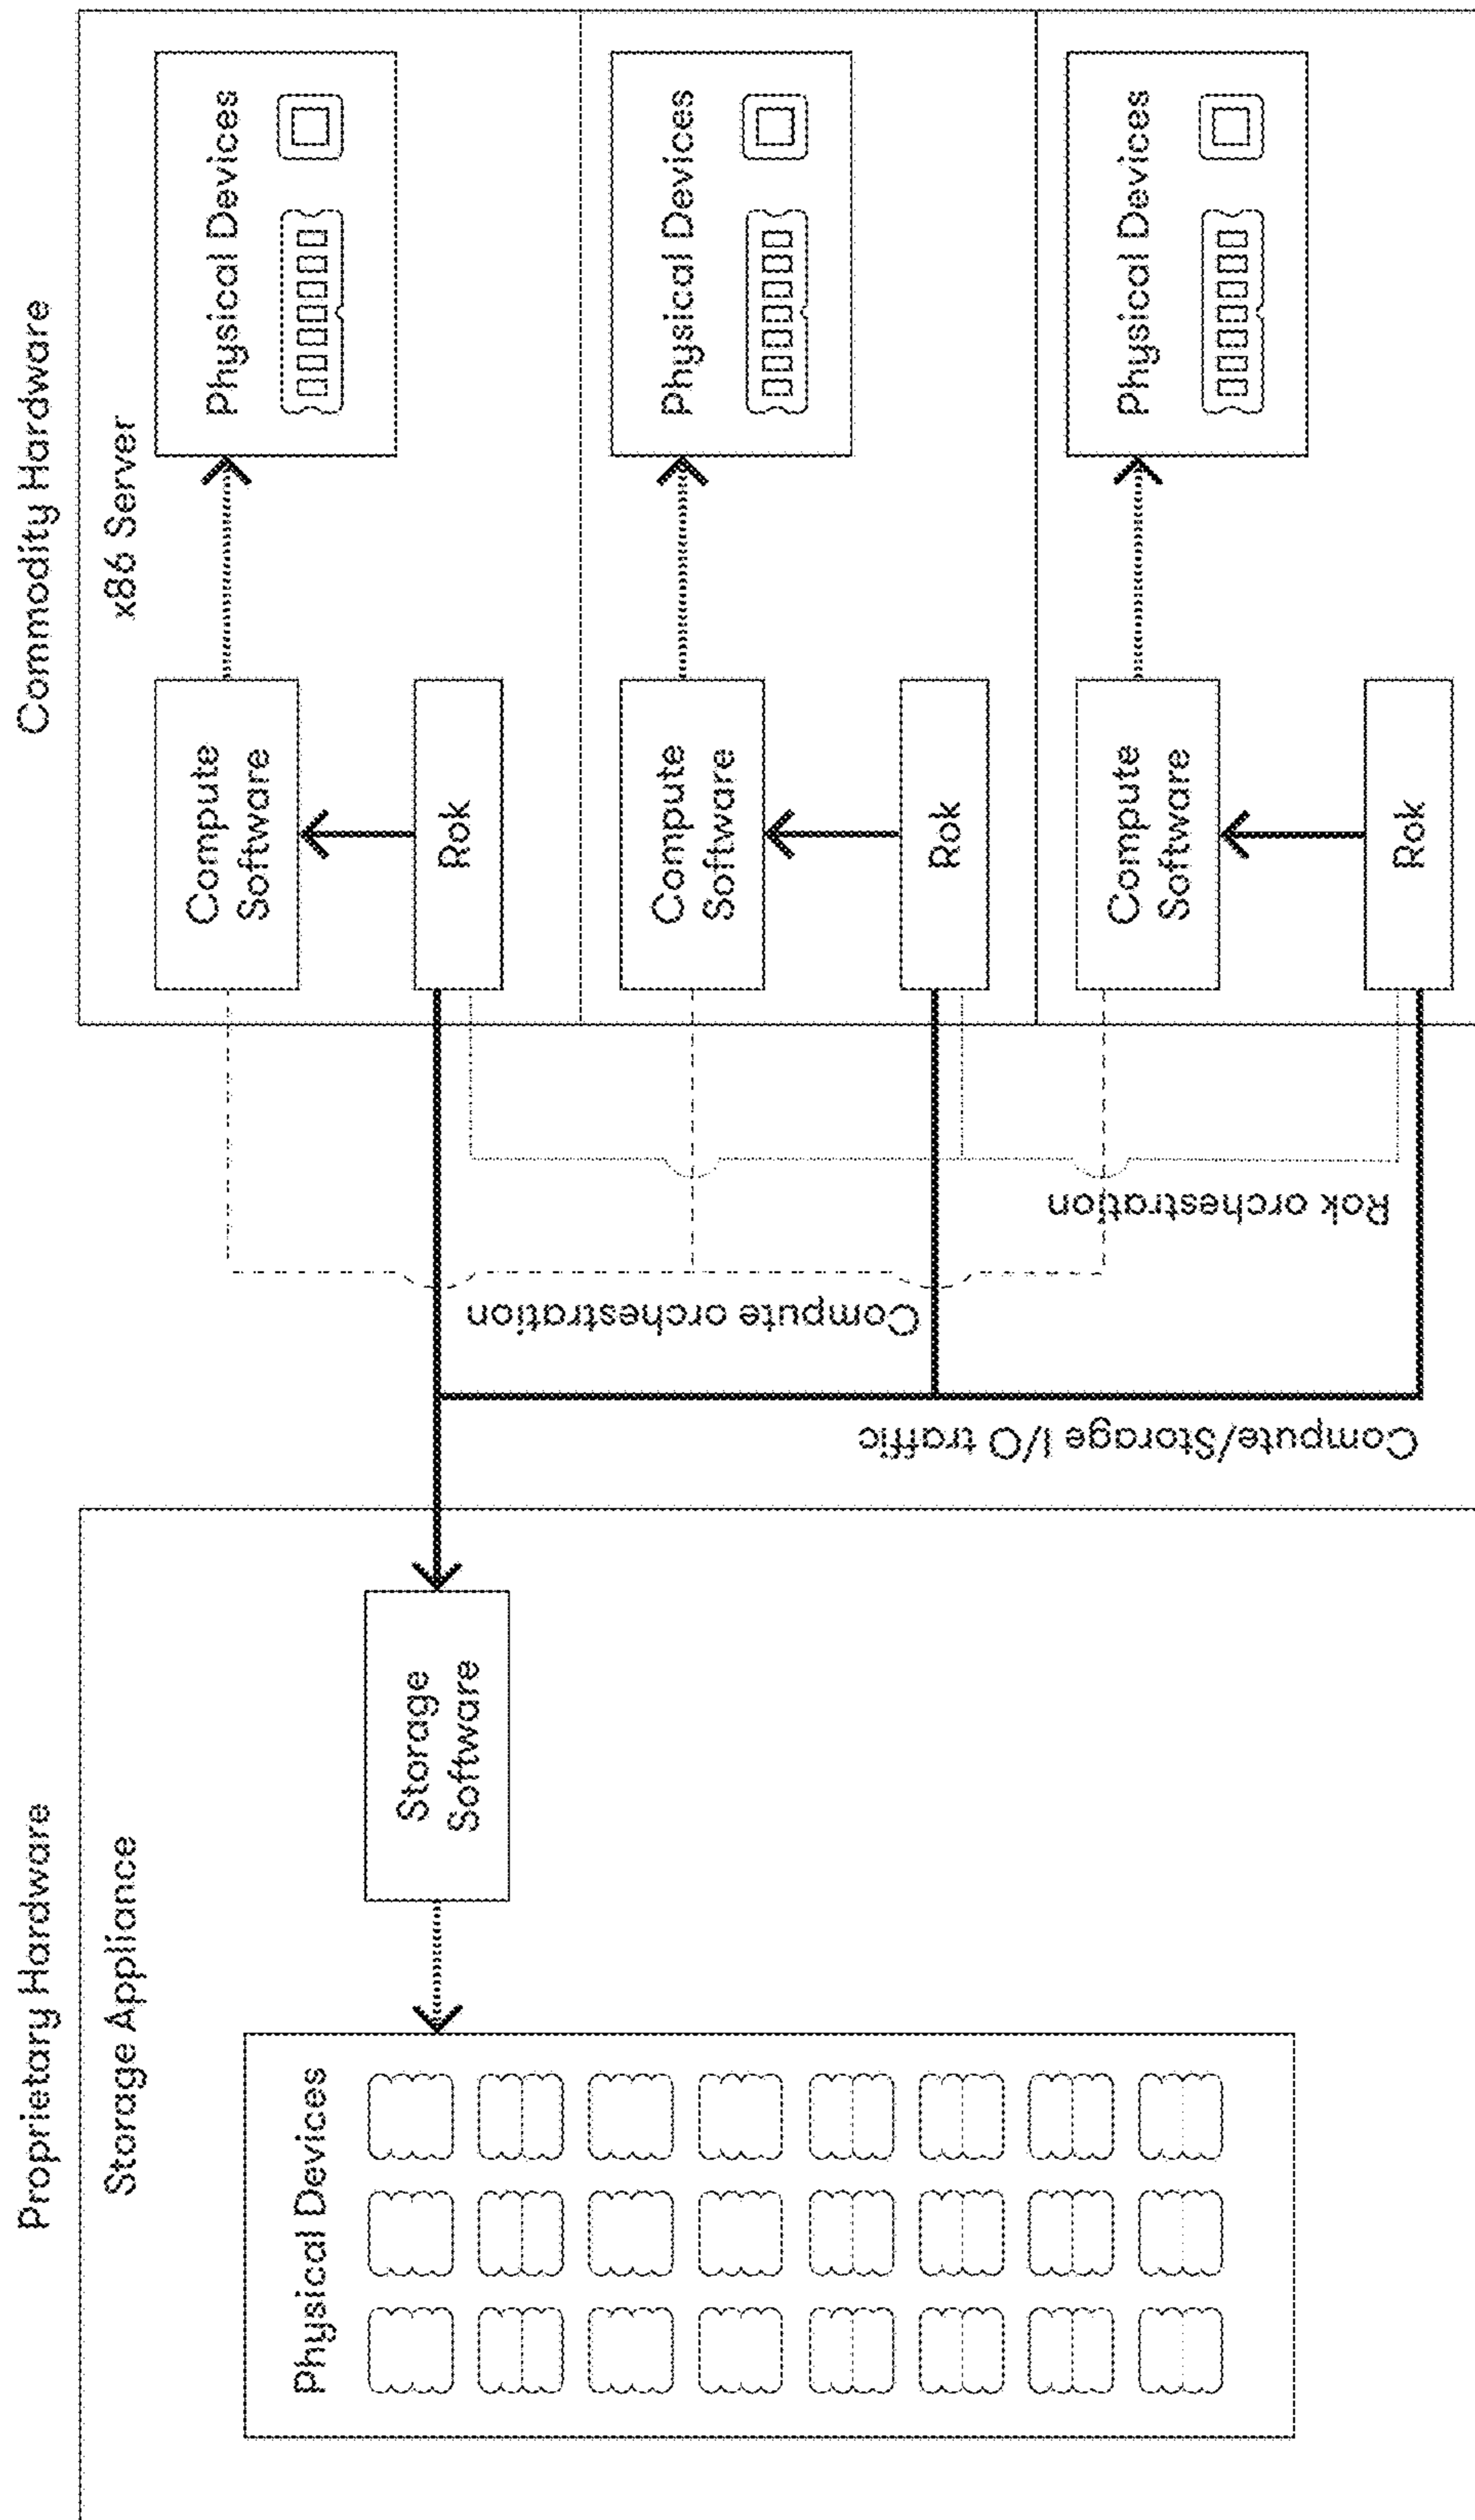 Proprietary Hardware
Storage Appliance
Physical Devices
Storage
Software
Compute/Storage I/O traffic
Compute orchestration
Rok orchestration
Commodity Hardware
x86 Server
Compute
Software
Rok
Physical Devices
Compute
Software
Rok
Physical Devices
Compute
Software
Rok
Physical Devices